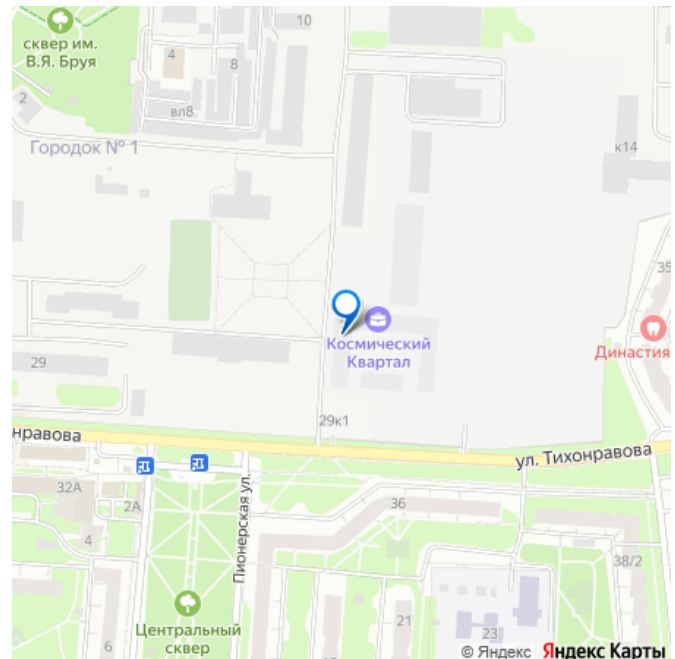 10
сквер им.
В.Я. Бруя
4
8
2
вл8
Городок № 1
к14
35
Космический
Квартал
Династия
29
29к1
нравова
ул. Тихонравова
32А
2А
Пионерская ул.
36
4
38/2
21
Центральный
сквер
6
23
© Яндекс Яндекс Карты